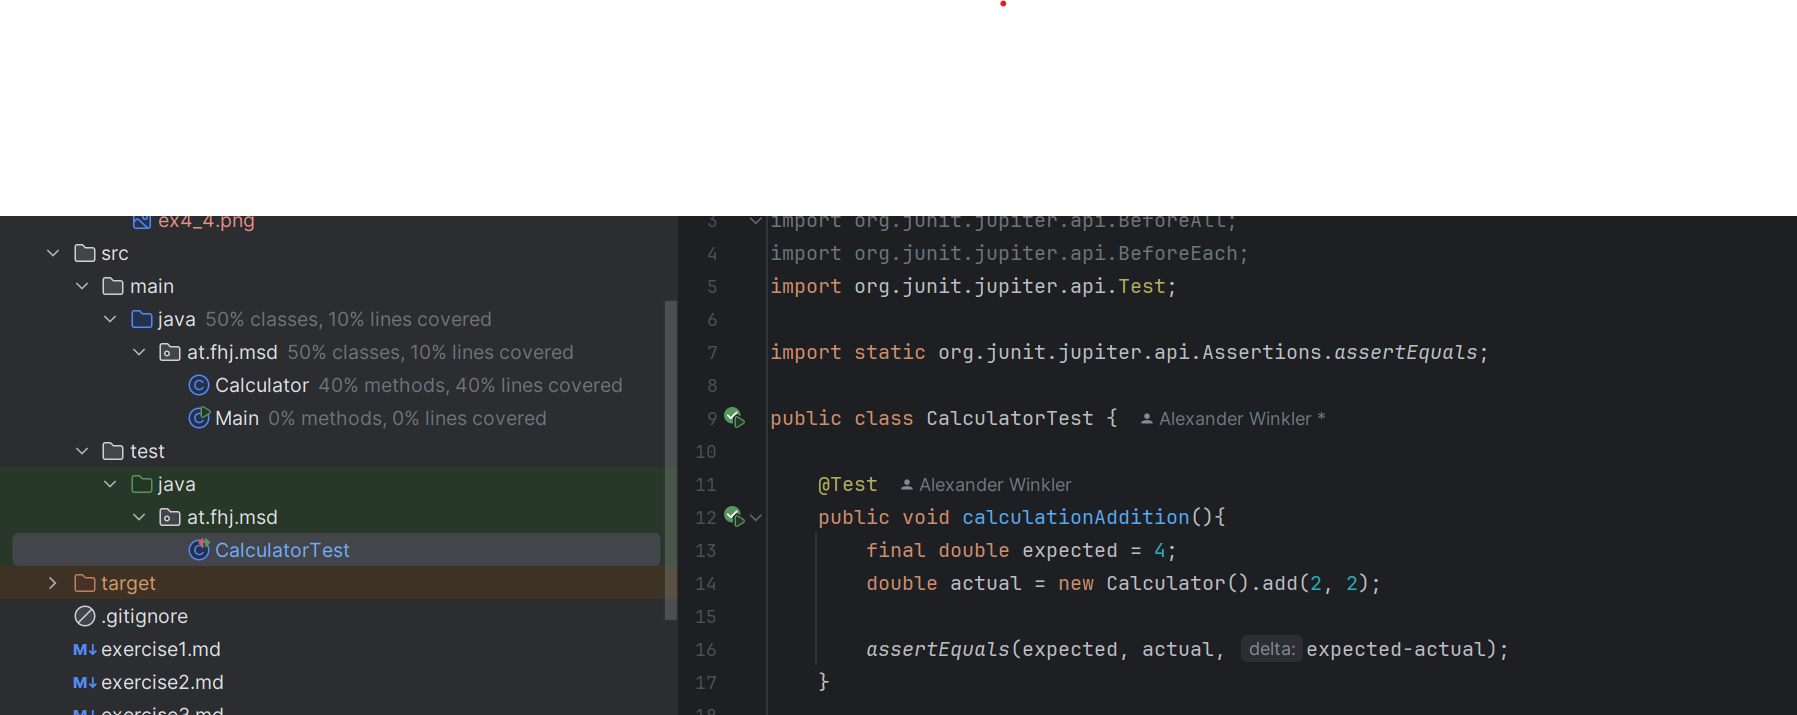 ex4_4.png
src
main
java 50% classes, 10% lines covered
at.fhj.msd 50% classes, 10% lines covered
Calculator 40% methods, 40% lines covered
Main 0% methods, 0% lines covered
test
java
at.fhj.msd
CalculatorTest
target
.gitignore
M↓ exercise1.md
M↓ exercise2.md
M↓ exercise3.md
3 import org.junit.jupiter.api.BeforeAll;
4 import org.junit.jupiter.api.BeforeEach;
5 import org.junit.jupiter.api.Test;
6
7 import static org.junit.jupiter.api.Assertions.assertEquals;
8
9 public class CalculatorTest { Alexander Winkler *
10
11 @Test Alexander Winkler
12 public void calculationAddition(){
13 final double expected = 4;
14 double actual = new Calculator().add(2, 2);
15
16 assertEquals(expected, actual, delta: expected-actual);
17 }
18